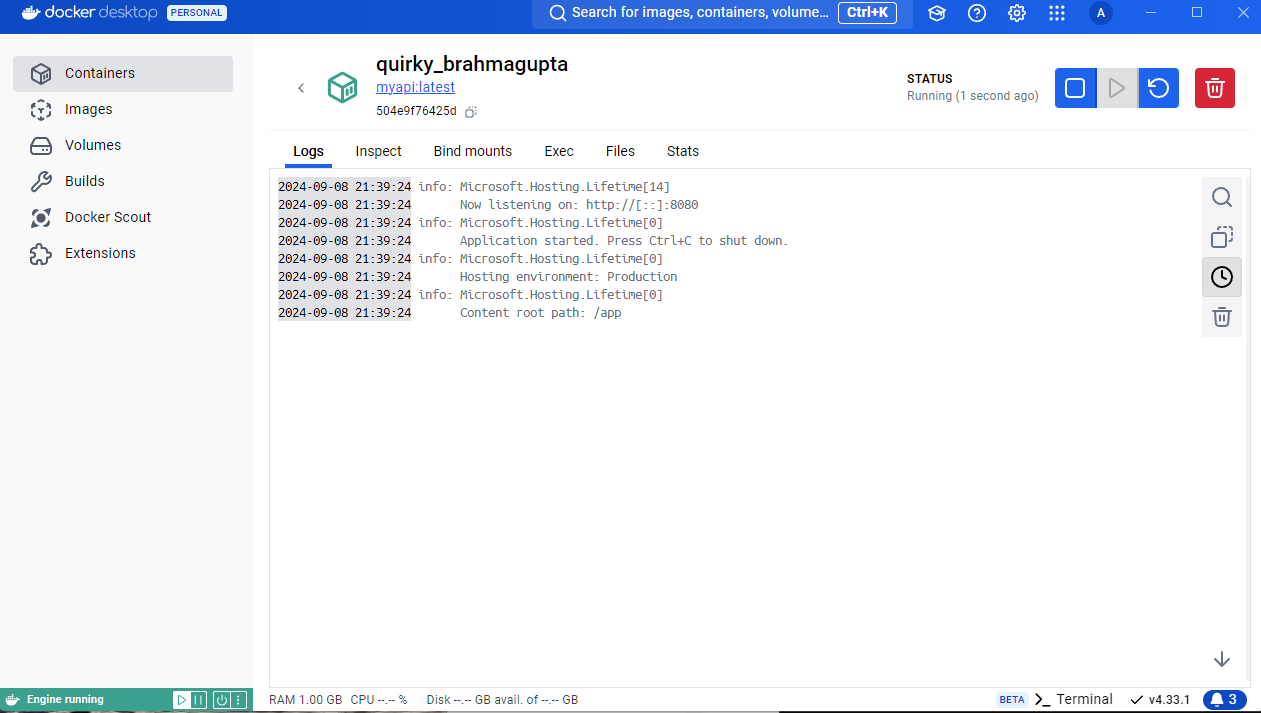 docker desktop PERSONAL
Search for images, containers, volume... Ctrl+K
A
Containers
Images
Volumes
Builds
Docker Scout
Extensions
quirky_brahmagupta
myapi:latest
504e9f76425d
STATUS
Running (1 second ago)
Logs Inspect Bind mounts Exec Files Stats
2024-09-08 21:39:24 info: Microsoft.Hosting.Lifetime[14]
2024-09-08 21:39:24 Now listening on: http://[::]:8080
2024-09-08 21:39:24 info: Microsoft.Hosting.Lifetime[0]
2024-09-08 21:39:24 Application started. Press Ctrl+C to shut down.
2024-09-08 21:39:24 info: Microsoft.Hosting.Lifetime[0]
2024-09-08 21:39:24 Hosting environment: Production
2024-09-08 21:39:24 info: Microsoft.Hosting.Lifetime[0]
2024-09-08 21:39:24 Content root path: /app
Engine running
RAM 1.00 GB CPU --.-- % Disk --.-- GB avail. of --.-- GB
BETA >_ Terminal v4.33.1 3